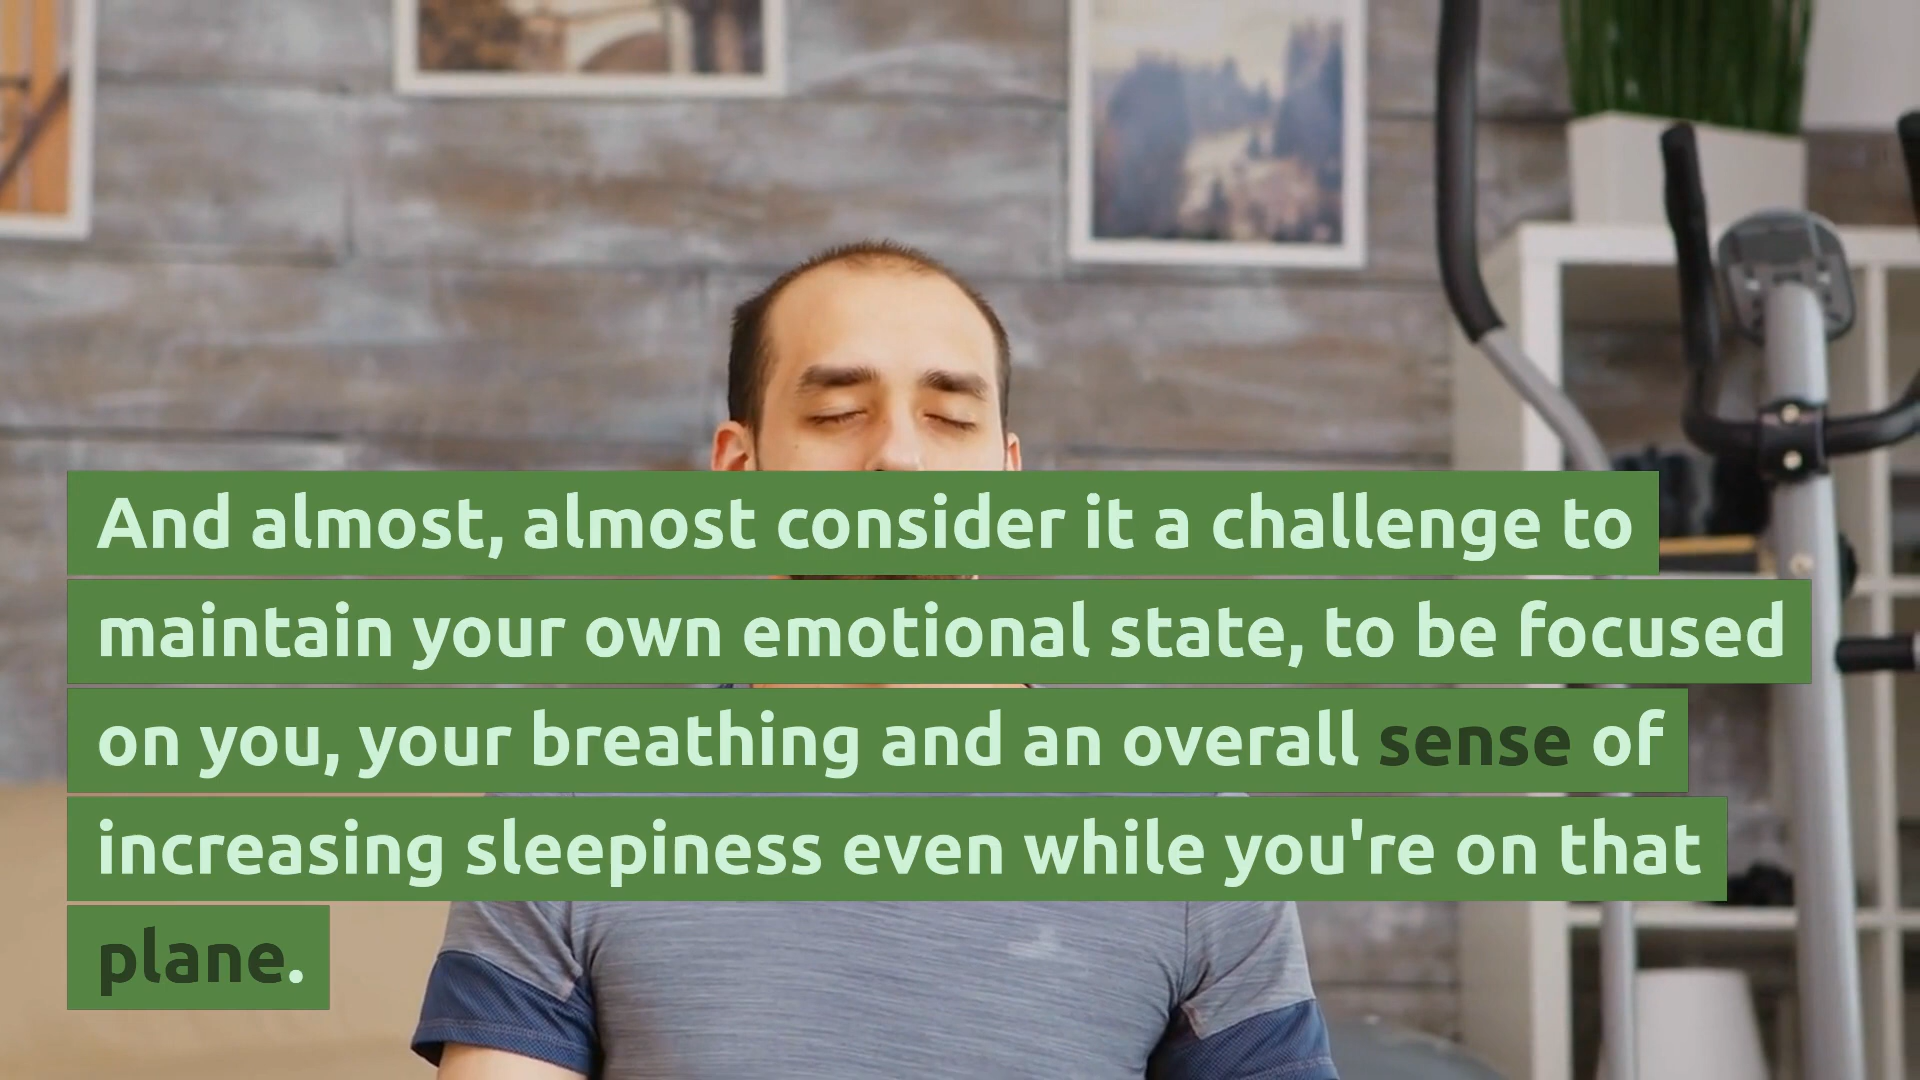 And almost, almost consider it a challenge to
maintain your own emotional state, to be focused
on you, your breathing and an overall sense of
increasing sleepiness even while you're on that
plane.